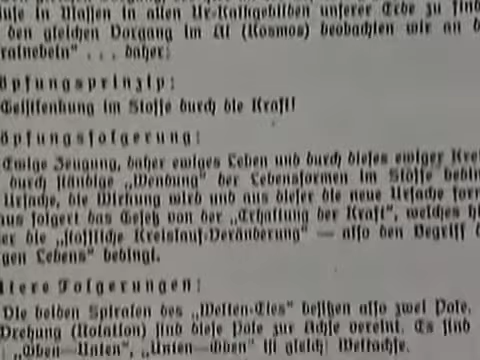 in Massen in allen Ur-Kaltgebilden unserer Erde zu
den gleichen Vorgang im All (Kosmos) beobachten wir an
ralnebeln" . . . daher:
öpfungsprinzip:
Geistsenkung im Stoffe durch die Kraft!
öpfungsfolgerung:
Ewige Zeugung, daher ewiges Leben und durch dieses ewiger
durch ständige „Wendung" der Lebensformen im Stoffe
Ursache, die Wirkung wird und aus dieser die neue Ursache
aus folgert das Gesetz von der „Erhaltung der Kraft", welches
er die „stoffliche Kreislauf-Veränderung" — also den Begriff
gen Lebens" bedingt.
tere Folgerungen:
Die beiden Spiralen des „Welten-Eies" besitzen also zwei Pole.
Drehung (Rotation) sind diese Pole zur Achse vereint. Es sind
„Oben—Unten", „Unten—Oben" ist gleich: Weltachse.